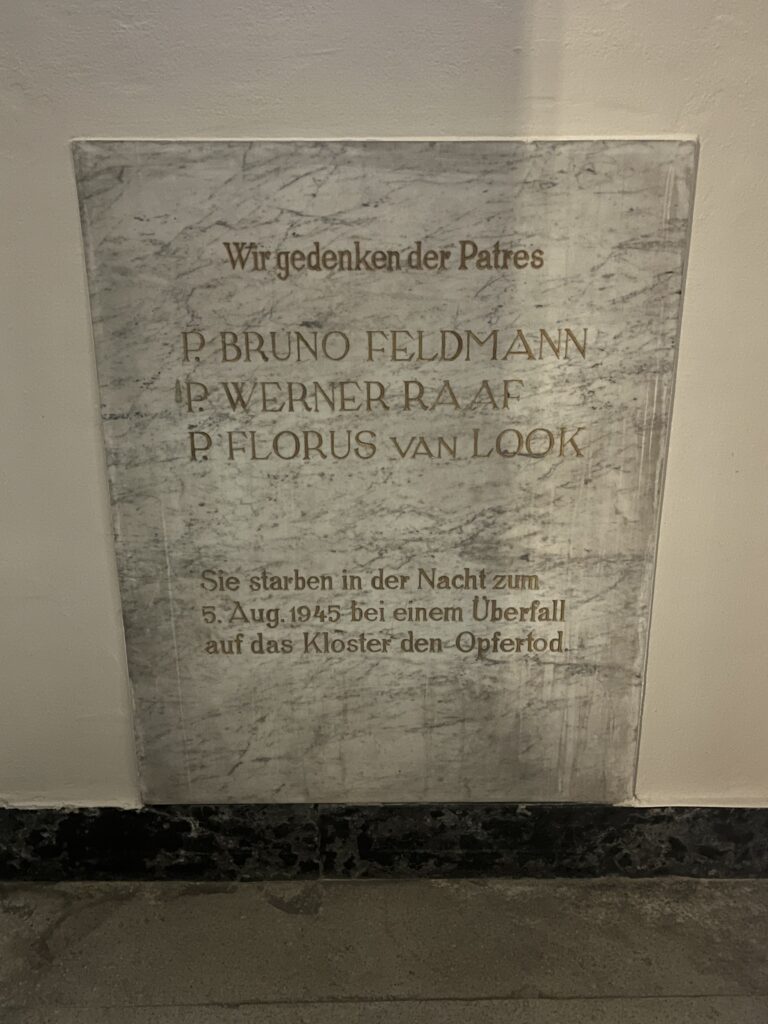 Wir gedenken der Patres
P. BRUNO FELDMANN
P. WERNER RAAF
P. FLORUS VAN LOOK
Sie starben in der Nacht zum
5. Aug. 1945 bei einem Überfall
auf das Kloster den Opfertod.